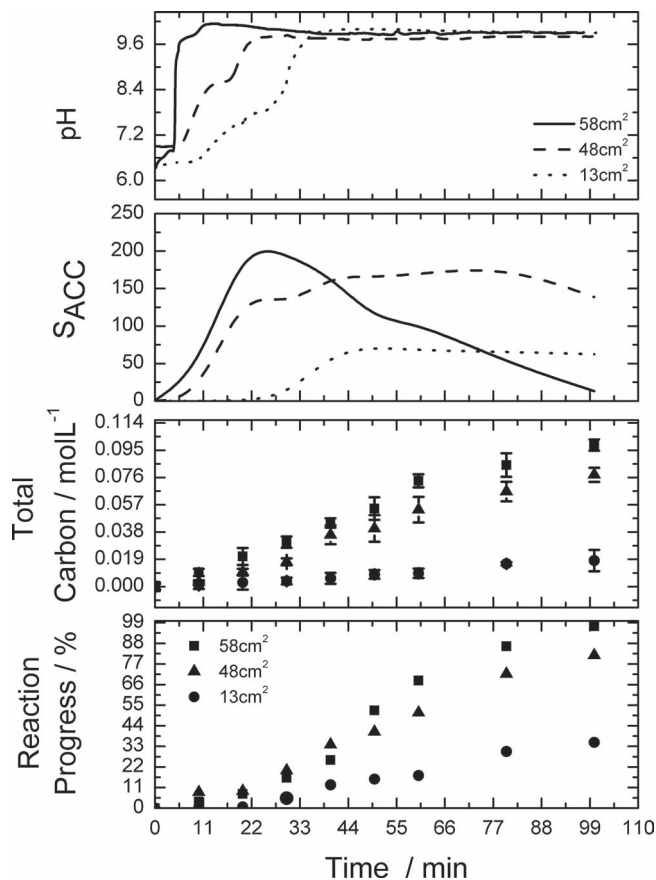 pH
9.6
8.4
7.2
6.0
58cm²
48cm²
13cm²
S_ACC
250
200
150
100
50
0
Total
Carbon / molL⁻¹
0.114
0.095
0.076
0.057
0.038
0.019
0.000
Reaction
Progress / %
99
88
77
66
55
44
33
22
11
0
58cm²
48cm²
13cm²
0 11 22 33 44 55 66 77 88 99 110
Time / min